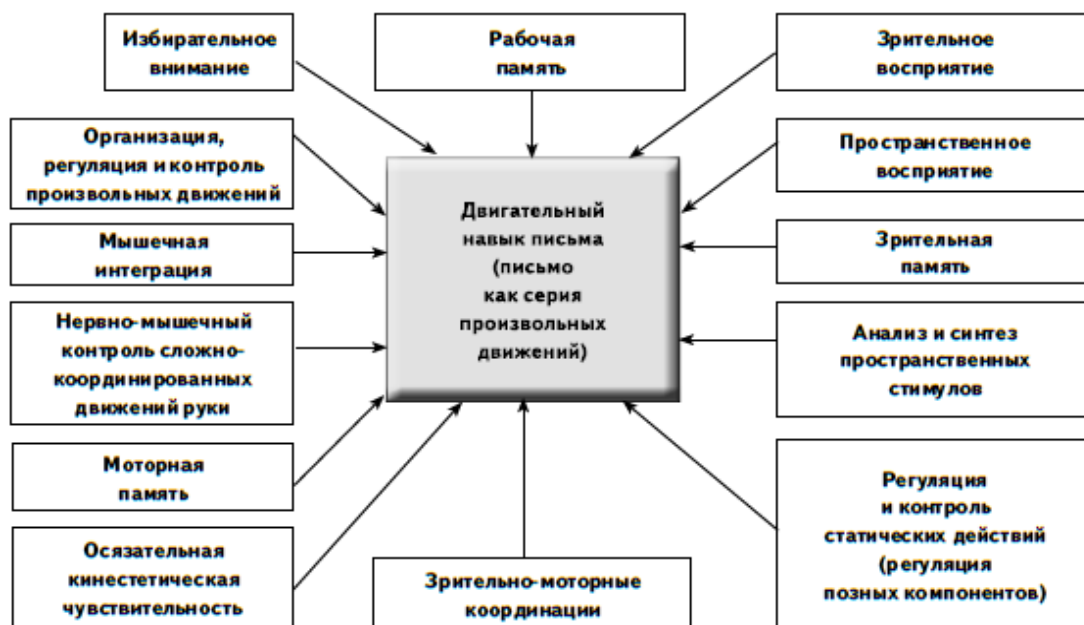 Избирательное
внимание
Рабочая
память
Зрительное
восприятие
Организация,
регуляция и контроль
произвольных движений
Пространственное
восприятие
Двигательный
навык письма
(письмо
как серия
произвольных
движений)
Мышечная
интеграция
Зрительная
память
Нервно-мышечный
контроль сложно-
координированных
движений руки
Анализ и синтез
пространственных
стимулов
Моторная
память
Регуляция
и контроль
статических действий
(регуляция
позных компонентов)
Осязательная
кинестетическая
чувствительность
Зрительно-моторные
координации